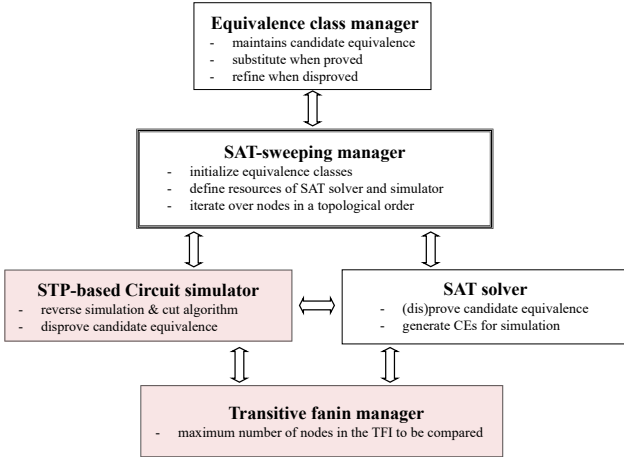 Equivalence class manager
- maintains candidate equivalence
- substitute when proved
- refine when disproved
SAT-sweeping manager
- initialize equivalence classes
- define resources of SAT solver and simulator
- iterate over nodes in a topological order
STP-based Circuit simulator
- reverse simulation & cut algorithm
- disprove candidate equivalence
SAT solver
- (dis)prove candidate equivalence
- generate CEs for simulation
Transitive fanin manager
- maximum number of nodes in the TFI to be compared